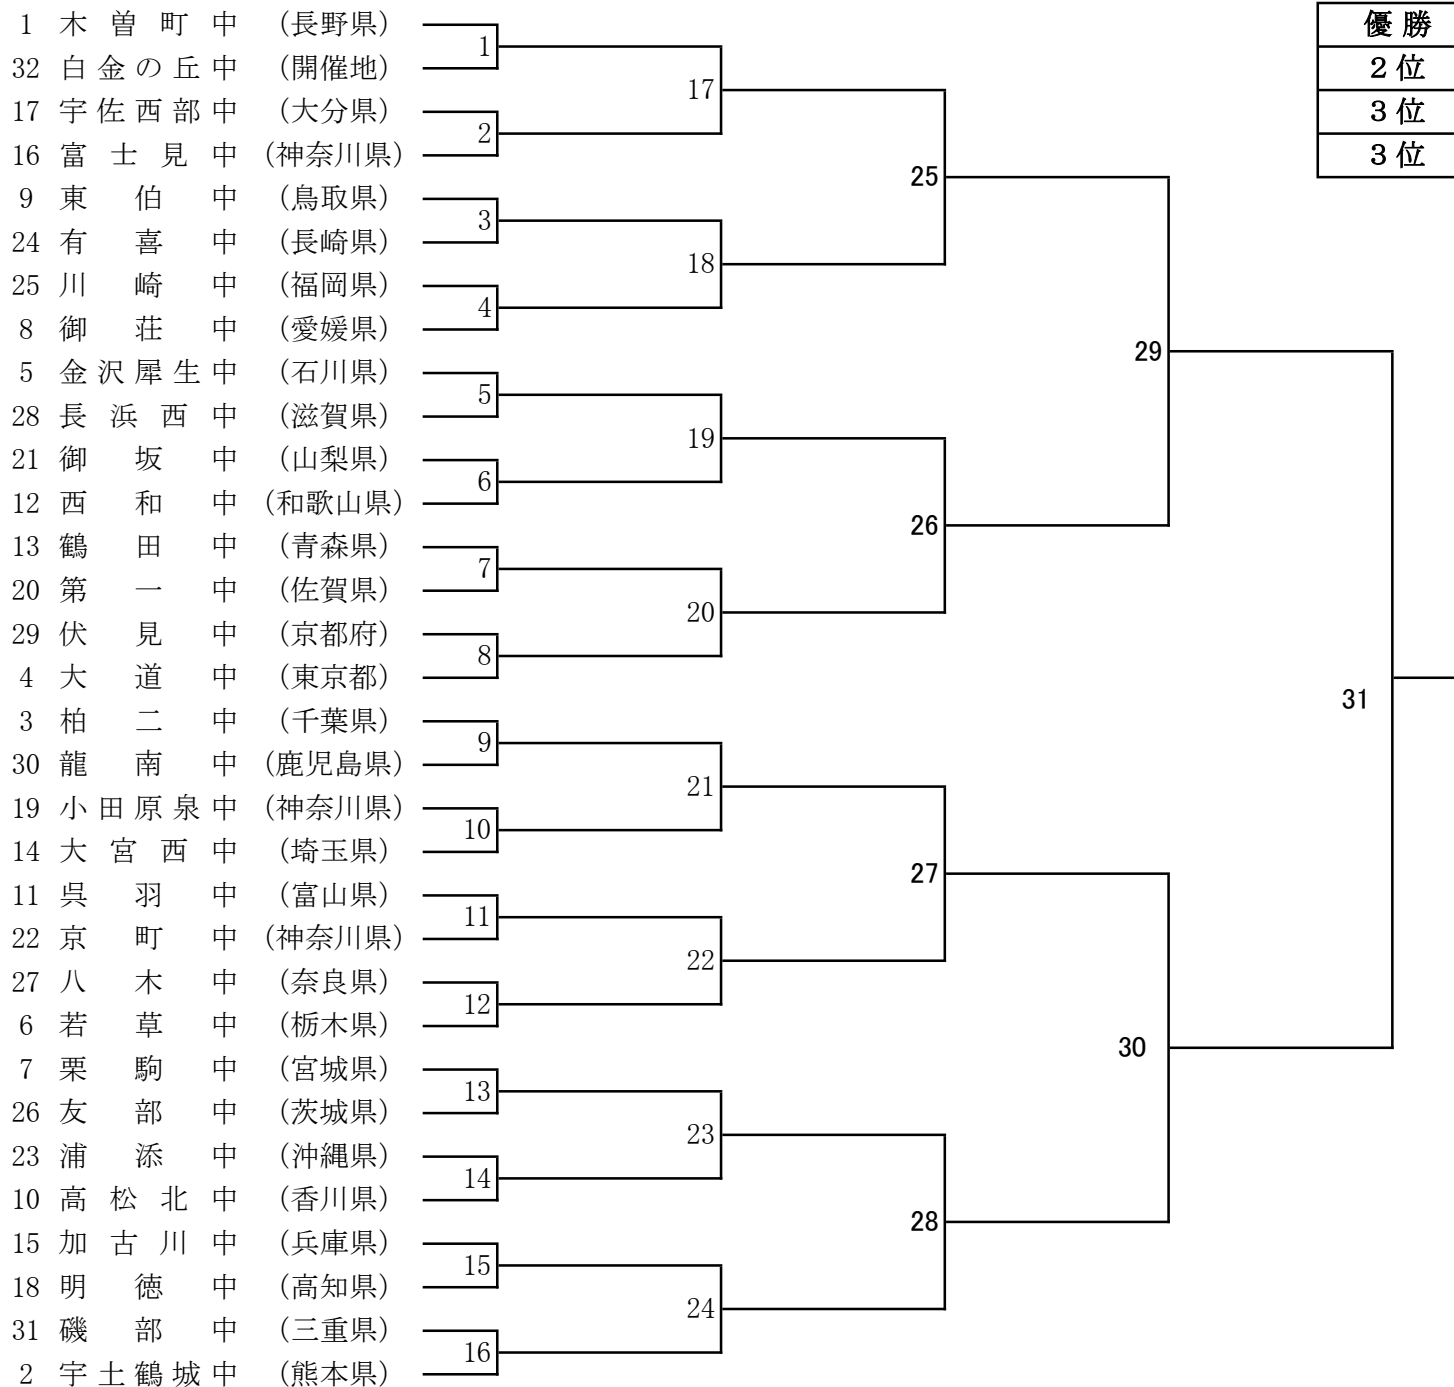 1 木曽町中 (長野県)
32 白金の丘中 (開催地)
17 宇佐西部中 (大分県)
16 富士見中 (神奈川県)
9 東伯中 (鳥取県)
24 有喜中 (長崎県)
25 川崎中 (福岡県)
8 御荘中 (愛媛県)
5 金沢犀生中 (石川県)
28 長浜西中 (滋賀県)
21 御坂中 (山梨県)
12 西和中 (和歌山県)
13 鶴田中 (青森県)
20 第一中 (佐賀県)
29 伏見中 (京都府)
4 大道中 (東京都)
3 柏二中 (千葉県)
30 龍南中 (鹿児島県)
19 小田原泉中 (神奈川県)
14 大宮西中 (埼玉県)
11 呉羽中 (富山県)
22 京町中 (神奈川県)
27 八木中 (奈良県)
6 若草中 (栃木県)
7 栗駒中 (宮城県)
26 友部中 (茨城県)
23 浦添中 (沖縄県)
10 高松北中 (香川県)
15 加古川中 (兵庫県)
18 明徳中 (高知県)
31 磯部中 (三重県)
2 宇土鶴城中 (熊本県)
1
2
3
4
5
6
7
8
9
10
11
12
13
14
15
16
17
18
19
20
21
22
23
24
25
26
27
28
29
30
31
優勝
2位
3位
3位